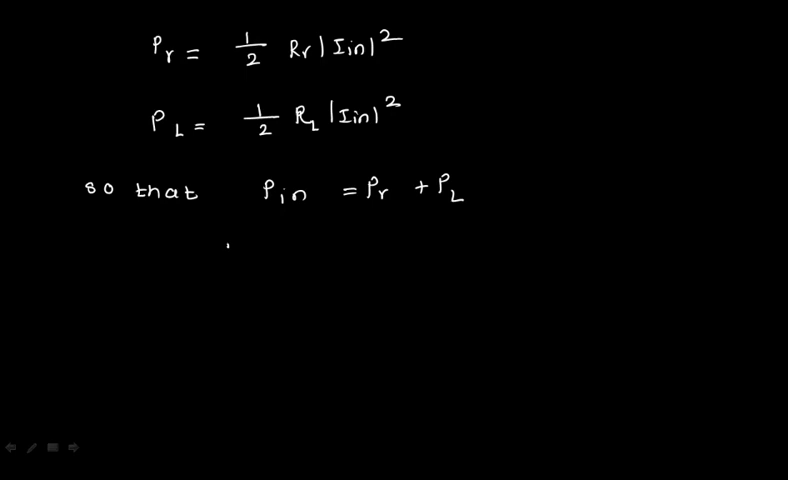 Pr = 1/2 Rr |Iin|^2
PL = 1/2 RL |Iin|^2
so that Pin = Pr + PL